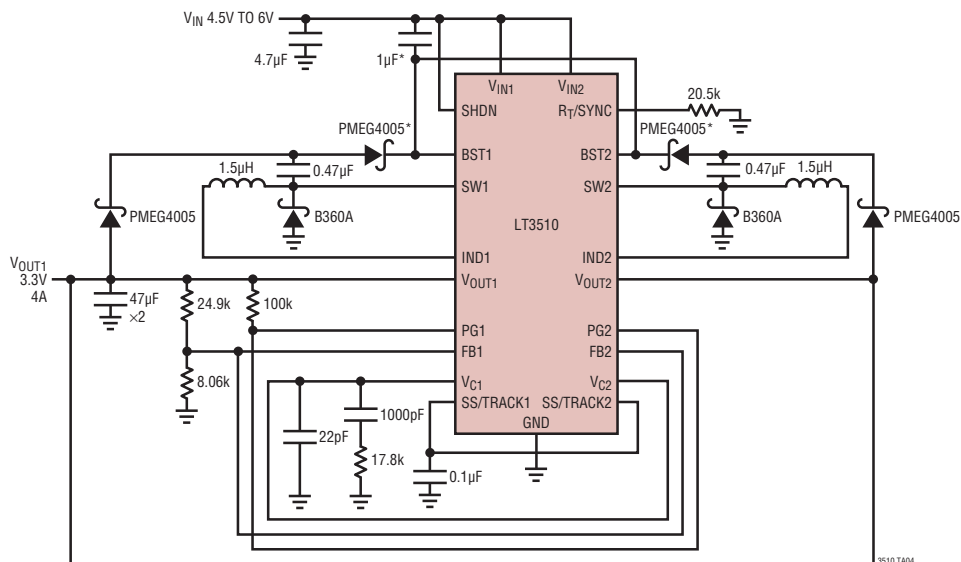 VIN 4.5V TO 6V
4.7µF
1µF*
VIN1
VIN2
SHDN
RT/SYNC
20.5k
PMEG4005*
PMEG4005*
BST1
BST2
1.5µH
0.47µF
0.47µF
1.5µH
SW1
SW2
PMEG4005
B360A
LT3510
B360A
PMEG4005
IND1
IND2
VOUT1
3.3V
4A
VOUT1
VOUT2
47µF
×2
24.9k
100k
PG1
PG2
FB1
FB2
8.06k
VC1
VC2
SS/TRACK1
SS/TRACK2
1000pF
GND
22pF
17.8k
0.1µF
3510 TA04